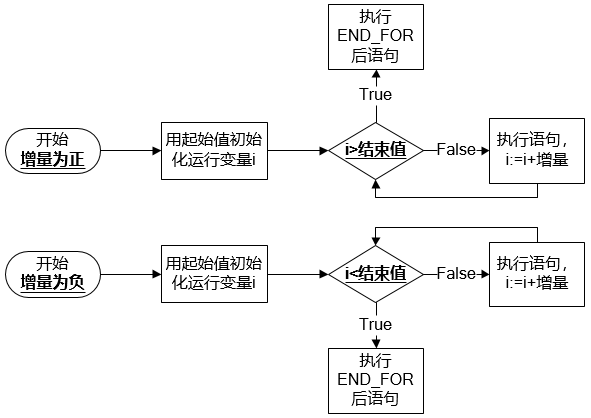 执行
END_FOR
后语句
True
开始
增量为正
用起始值初始
化运行变量i
i>结束值
False
执行语句，
i:=i+增量
开始
增量为负
用起始值初始
化运行变量i
i<结束值
False
执行语句，
i:=i+增量
True
执行
END_FOR
后语句